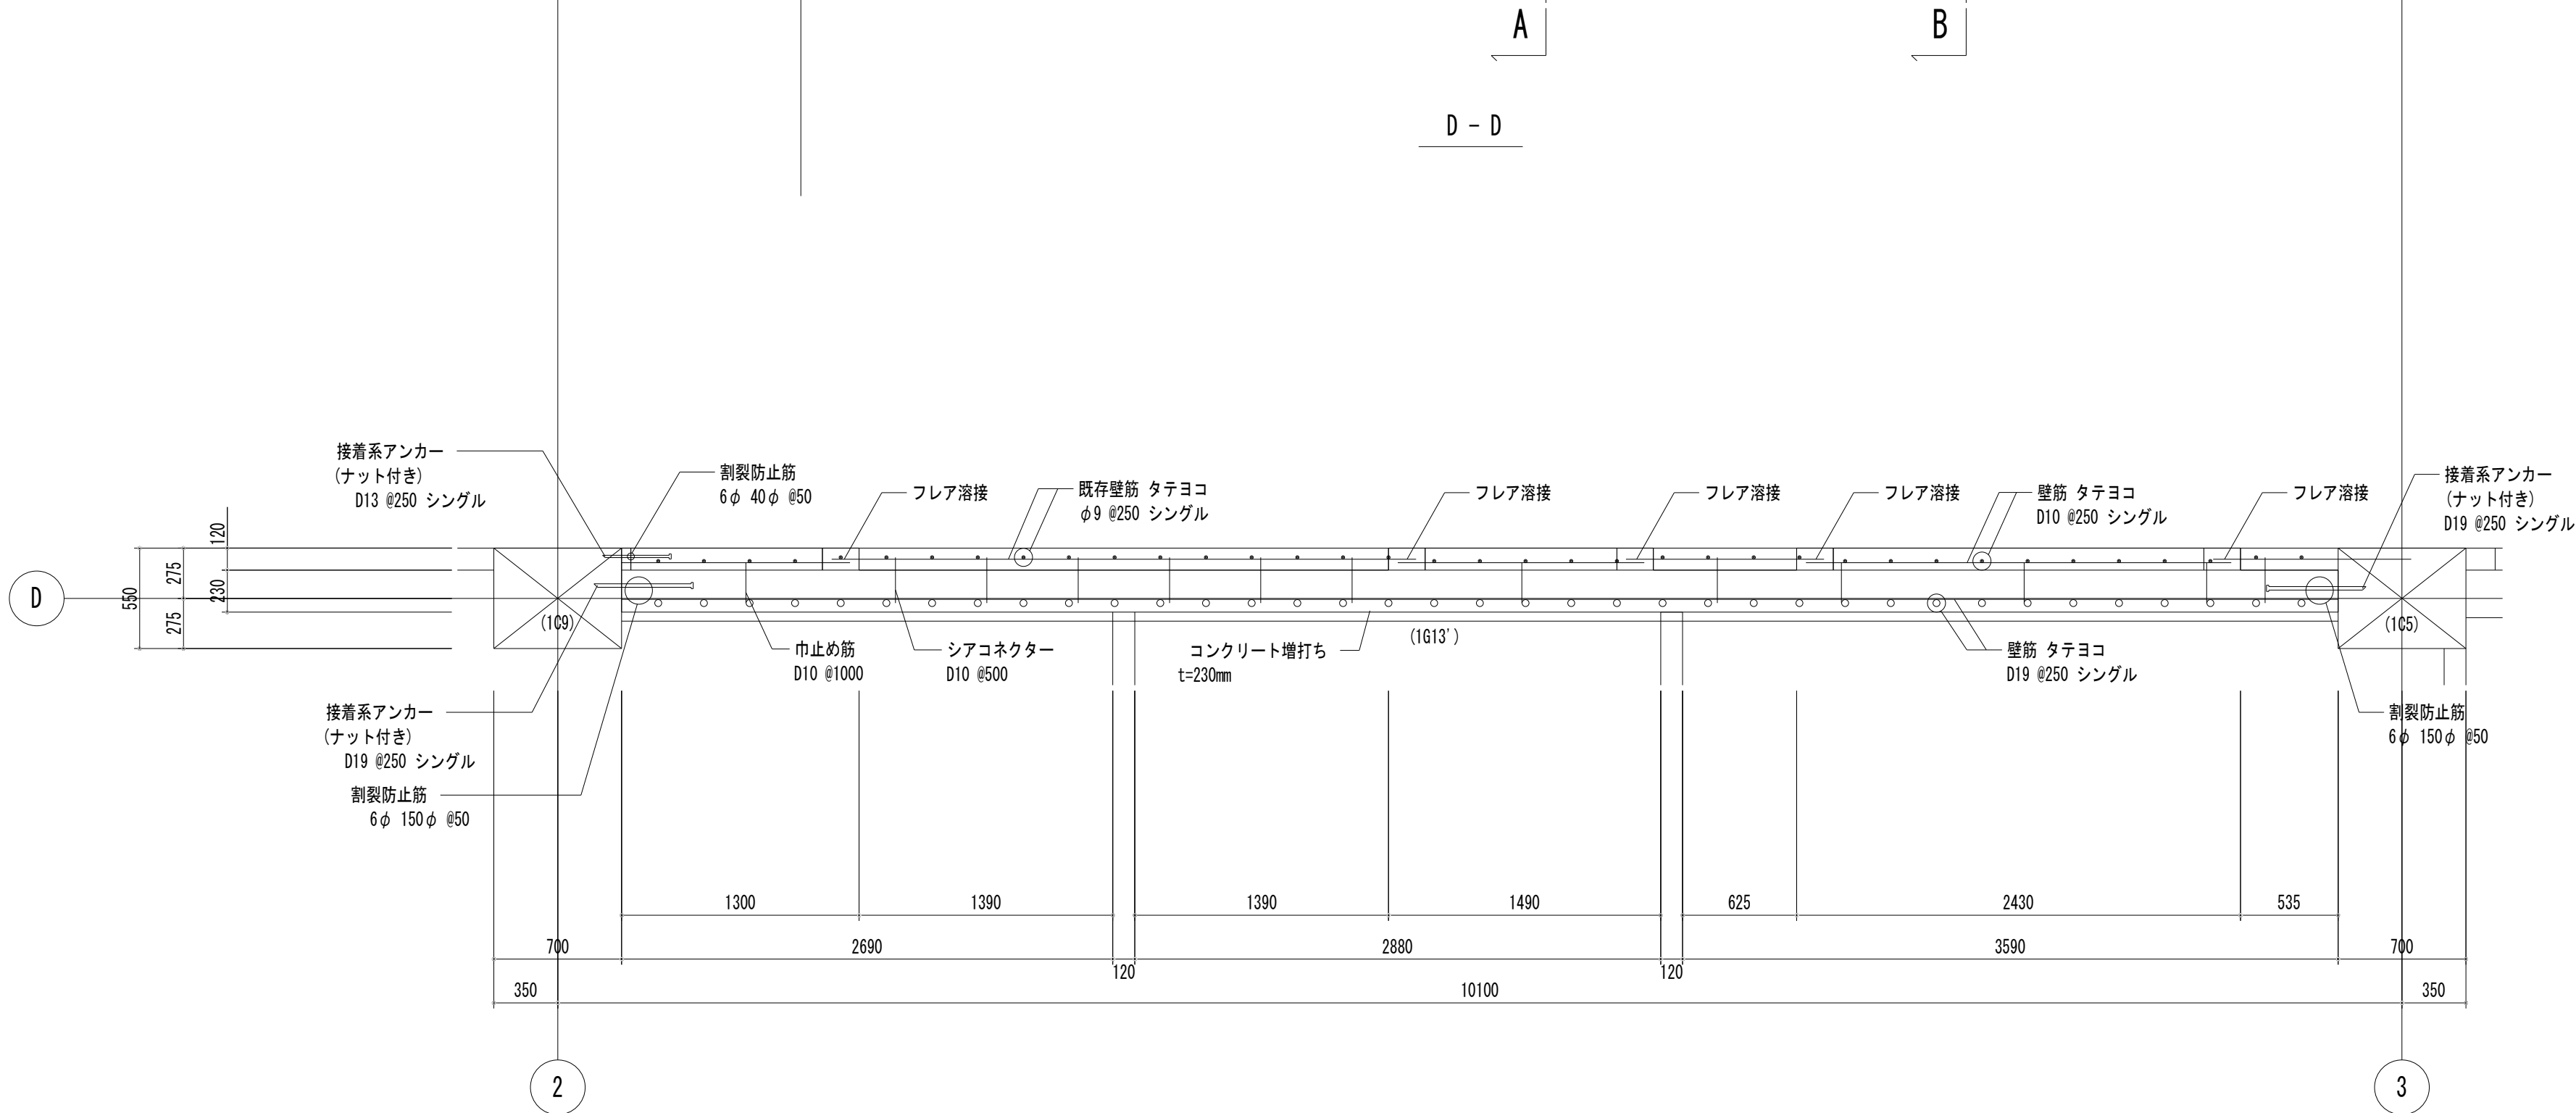 A
B
D - D
接着系アンカー
(ナット付き)
D13 @250 シングル
割裂防止筋
6φ 40φ @50
フレア溶接
既存壁筋 タテヨコ
φ9 @250 シングル
フレア溶接
フレア溶接
フレア溶接
壁筋 タテヨコ
D10 @250 シングル
フレア溶接
接着系アンカー
(ナット付き)
D19 @250 シングル
120
275
230
550
275
D
(1C9)
(1G13')
(1C5)
巾止め筋
D10 @1000
シアコネクター
D10 @500
コンクリート増打ち
t=230mm
壁筋 タテヨコ
D19 @250 シングル
接着系アンカー
(ナット付き)
D19 @250 シングル
割裂防止筋
6φ 150φ @50
割裂防止筋
6φ 150φ @50
1300
1390
1390
1490
625
2430
535
700
2690
2880
3590
700
120
120
350
10100
350
2
3